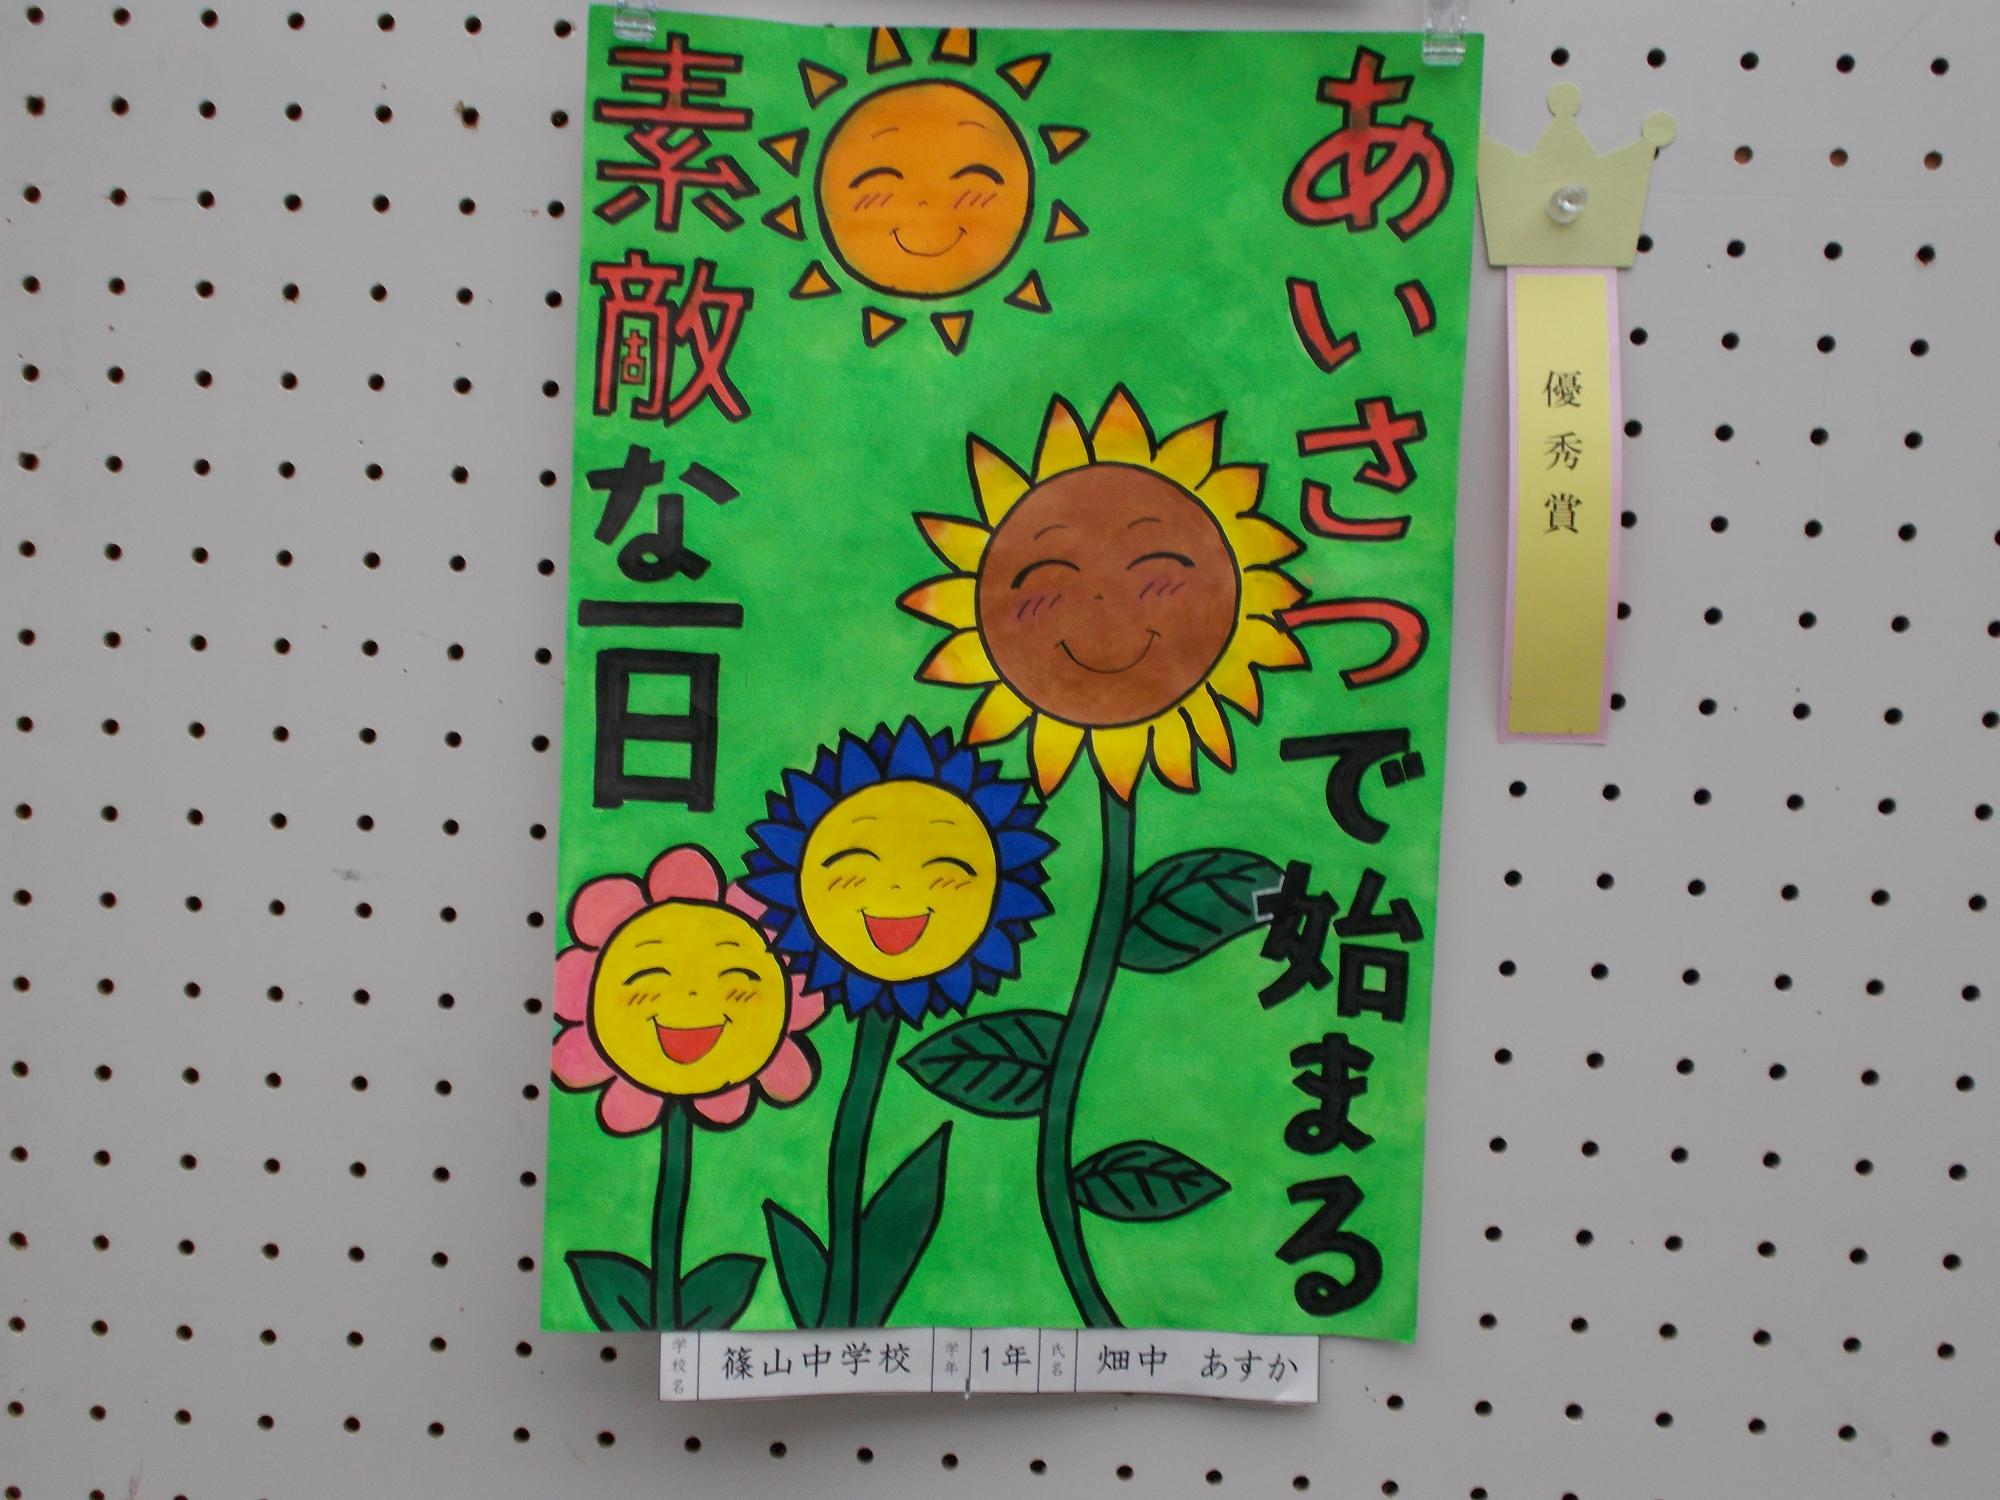 あいさつで始まる
素敵な一日
優秀賞
学校名 篠山中学校 学年 1年 氏名 畑中 あすか